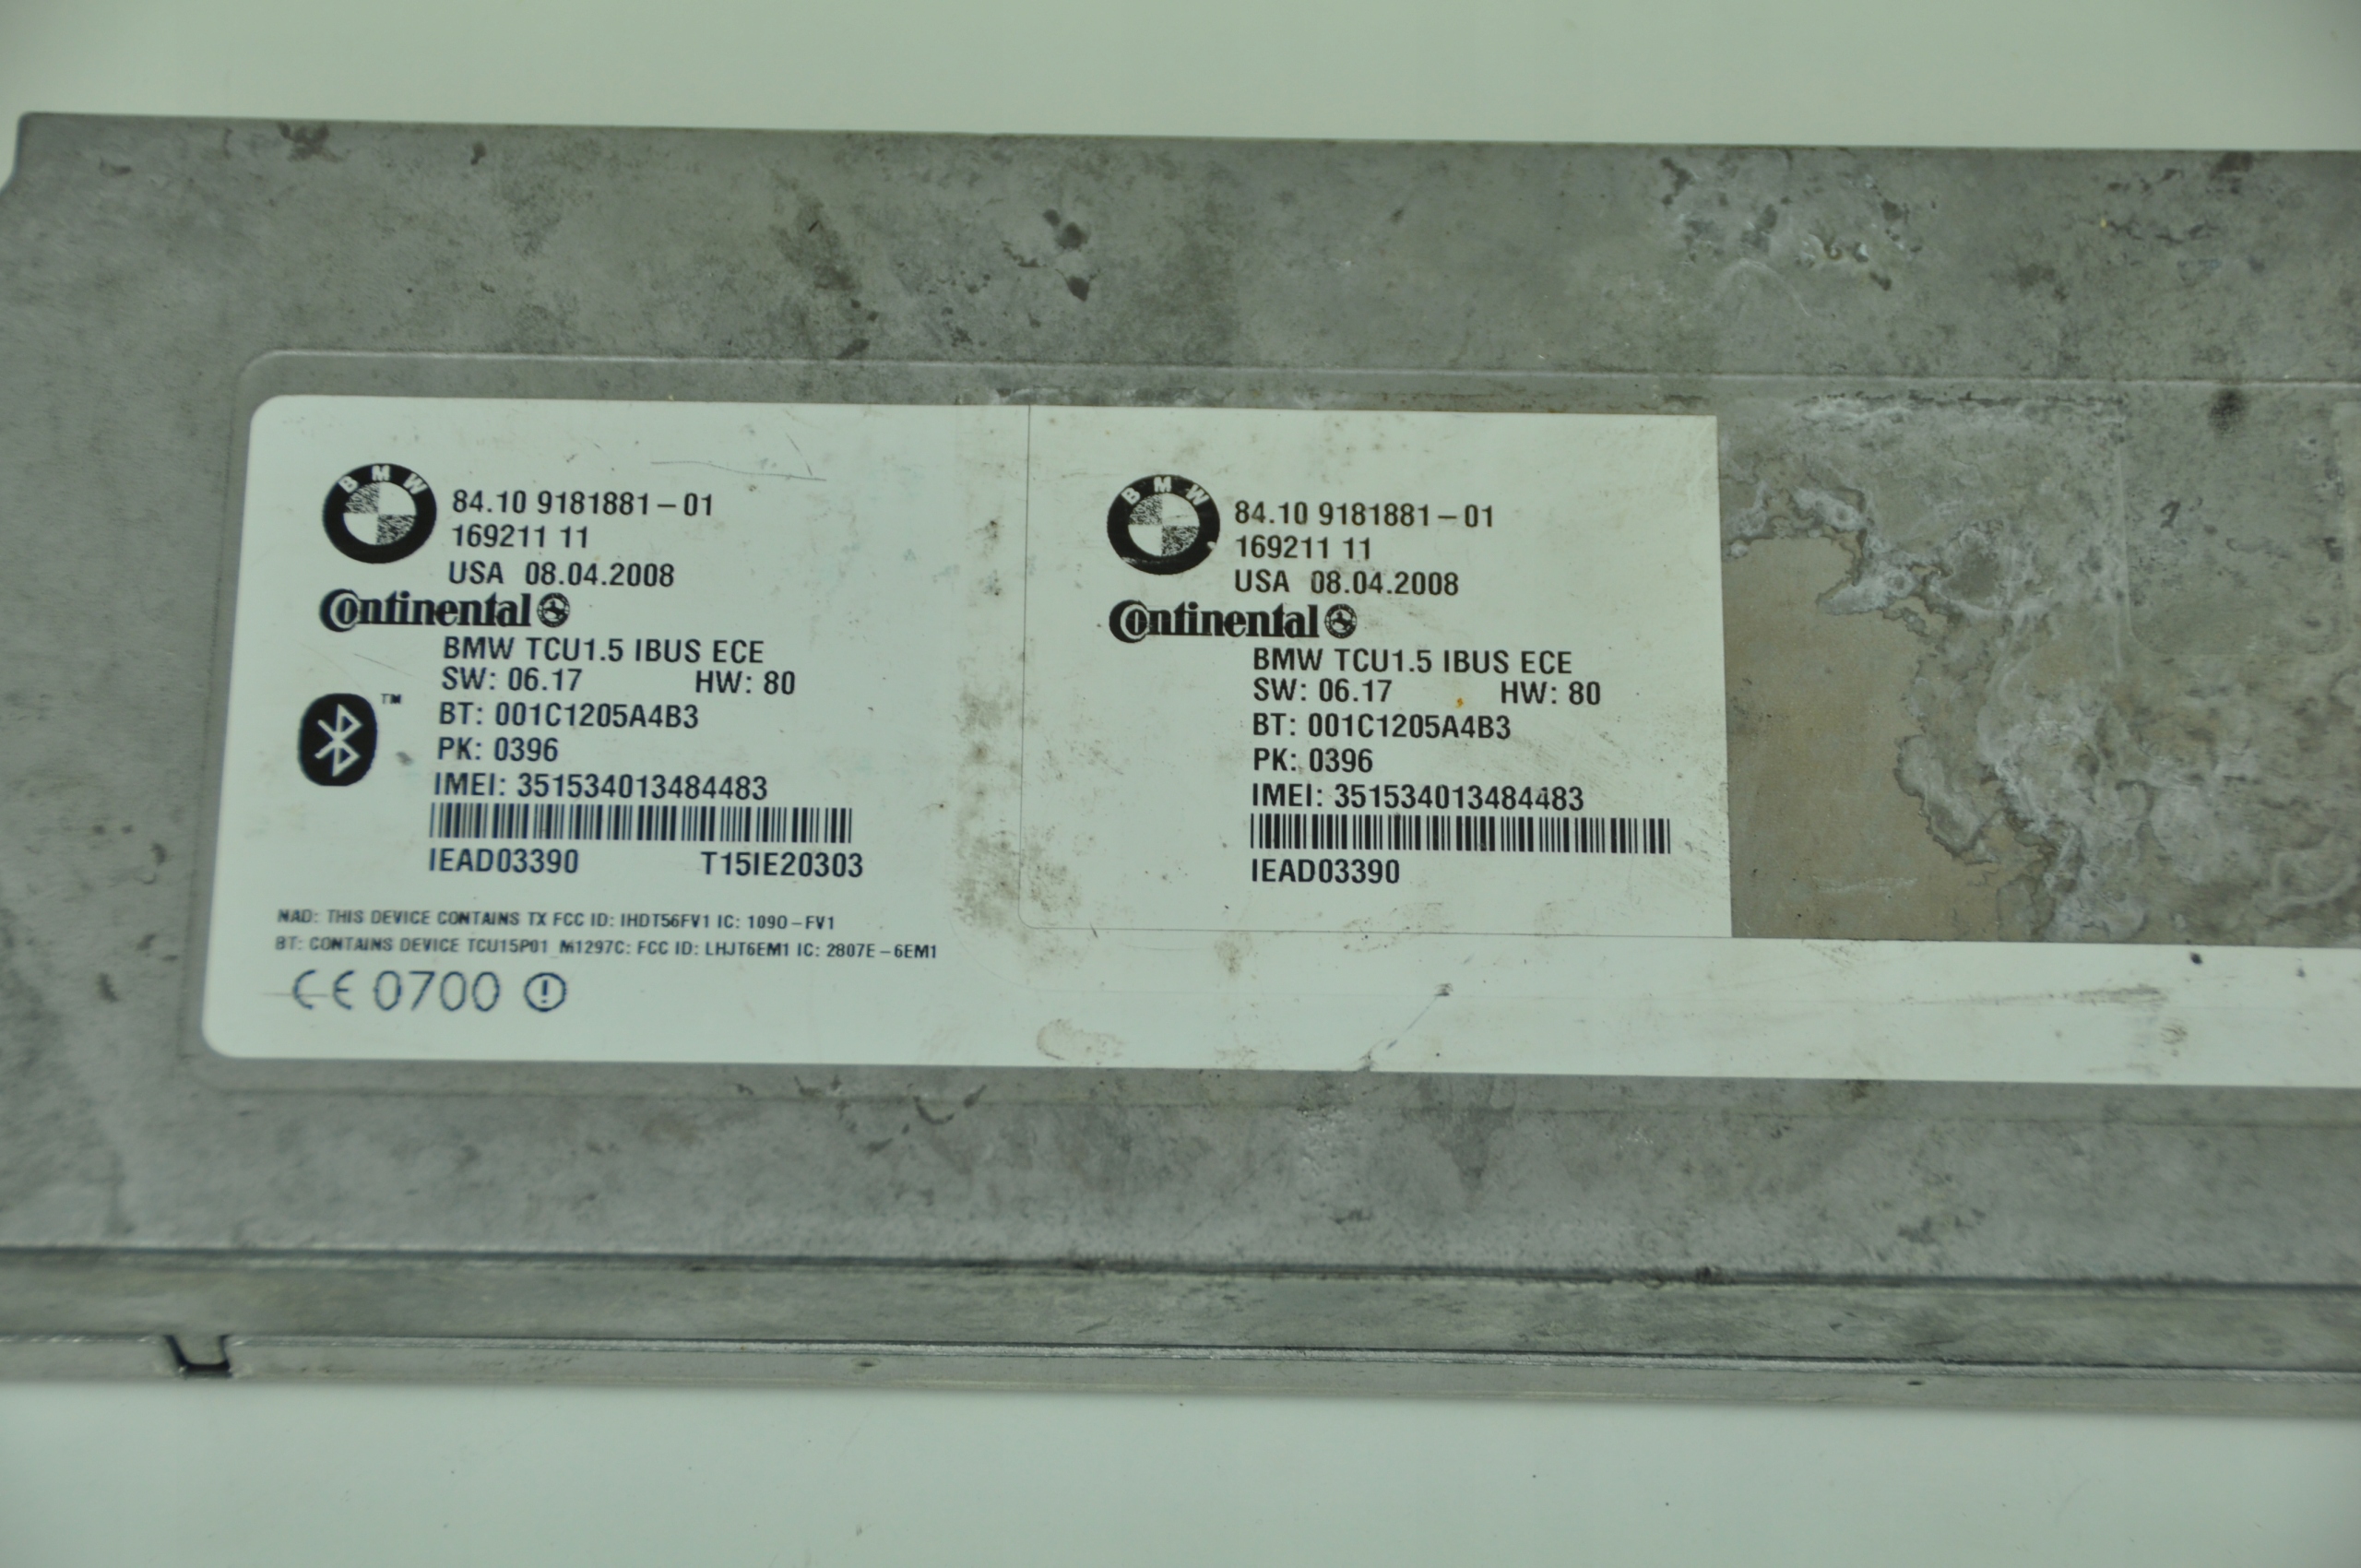 BMW
84.10 9181881-01
169211 11
USA 08.04.2008
Continental
BMW TCU1.5 IBUS ECE
SW: 06.17 HW: 80
BT: 001C1205A4B3
PK: 0396
IMEI: 351534013484483
IEAD03390 T15IE20303
NAD: THIS DEVICE CONTAINS TX FCC ID: IHDT56FV1 IC: 1090-FV1
BT: CONTAINS DEVICE TCU15P01_M1297C: FCC ID: LHJT6EM1 IC: 2807E-6EM1
CE 0700
TM
BMW
84.10 9181881-01
169211 11
USA 08.04.2008
Continental
BMW TCU1.5 IBUS ECE
SW: 06.17 HW: 80
BT: 001C1205A4B3
PK: 0396
IMEI: 351534013484483
IEAD03390